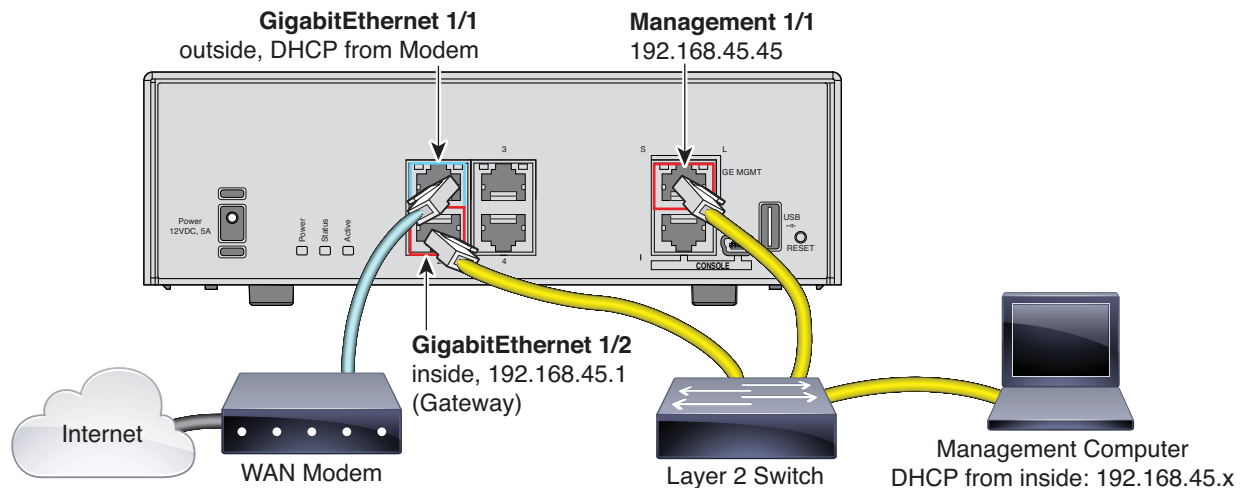 GigabitEthernet 1/1
outside, DHCP from Modem
Management 1/1
192.168.45.45
3
S
L
GE MGMT
Power
12VDC, 5A
Power
Status
Active
2
4
I
CONSOLE
USB
RESET
GigabitEthernet 1/2
inside, 192.168.45.1
(Gateway)
Internet
WAN Modem
Layer 2 Switch
Management Computer
DHCP from inside: 192.168.45.x